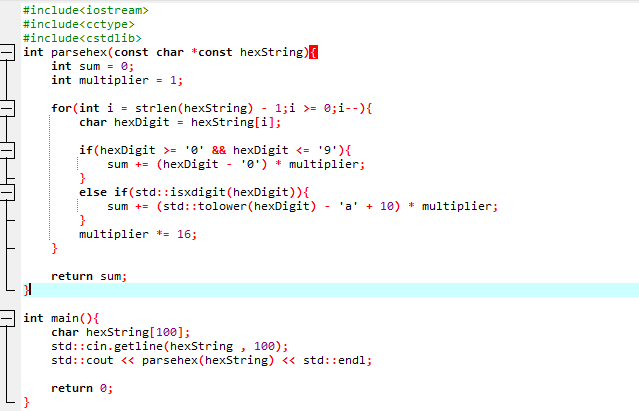 #include<iostream>
#include<cctype>
#include<cstdlib>
int parsehex(const char *const hexString){
    int sum = 0;
    int multiplier = 1;

    for(int i = strlen(hexString) - 1;i >= 0;i--){
        char hexDigit = hexString[i];

        if(hexDigit >= '0' && hexDigit <= '9'){
            sum += (hexDigit - '0') * multiplier;
        }
        else if(std::isxdigit(hexDigit)){
            sum += (std::tolower(hexDigit) - 'a' + 10) * multiplier;
        }
        multiplier *= 16;
    }

    return sum;
}

int main(){
    char hexString[100];
    std::cin.getline(hexString , 100);
    std::cout << parsehex(hexString) << std::endl;

    return 0;
}